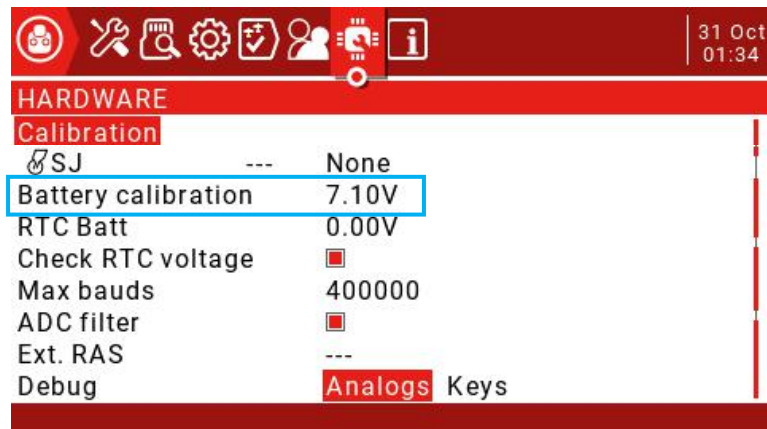 31 Oct
01:34
HARDWARE
Calibration
SJ --- None
Battery calibration 7.10V
RTC Batt 0.00V
Check RTC voltage
Max bauds 400000
ADC filter
Ext. RAS ---
Debug Analogs Keys